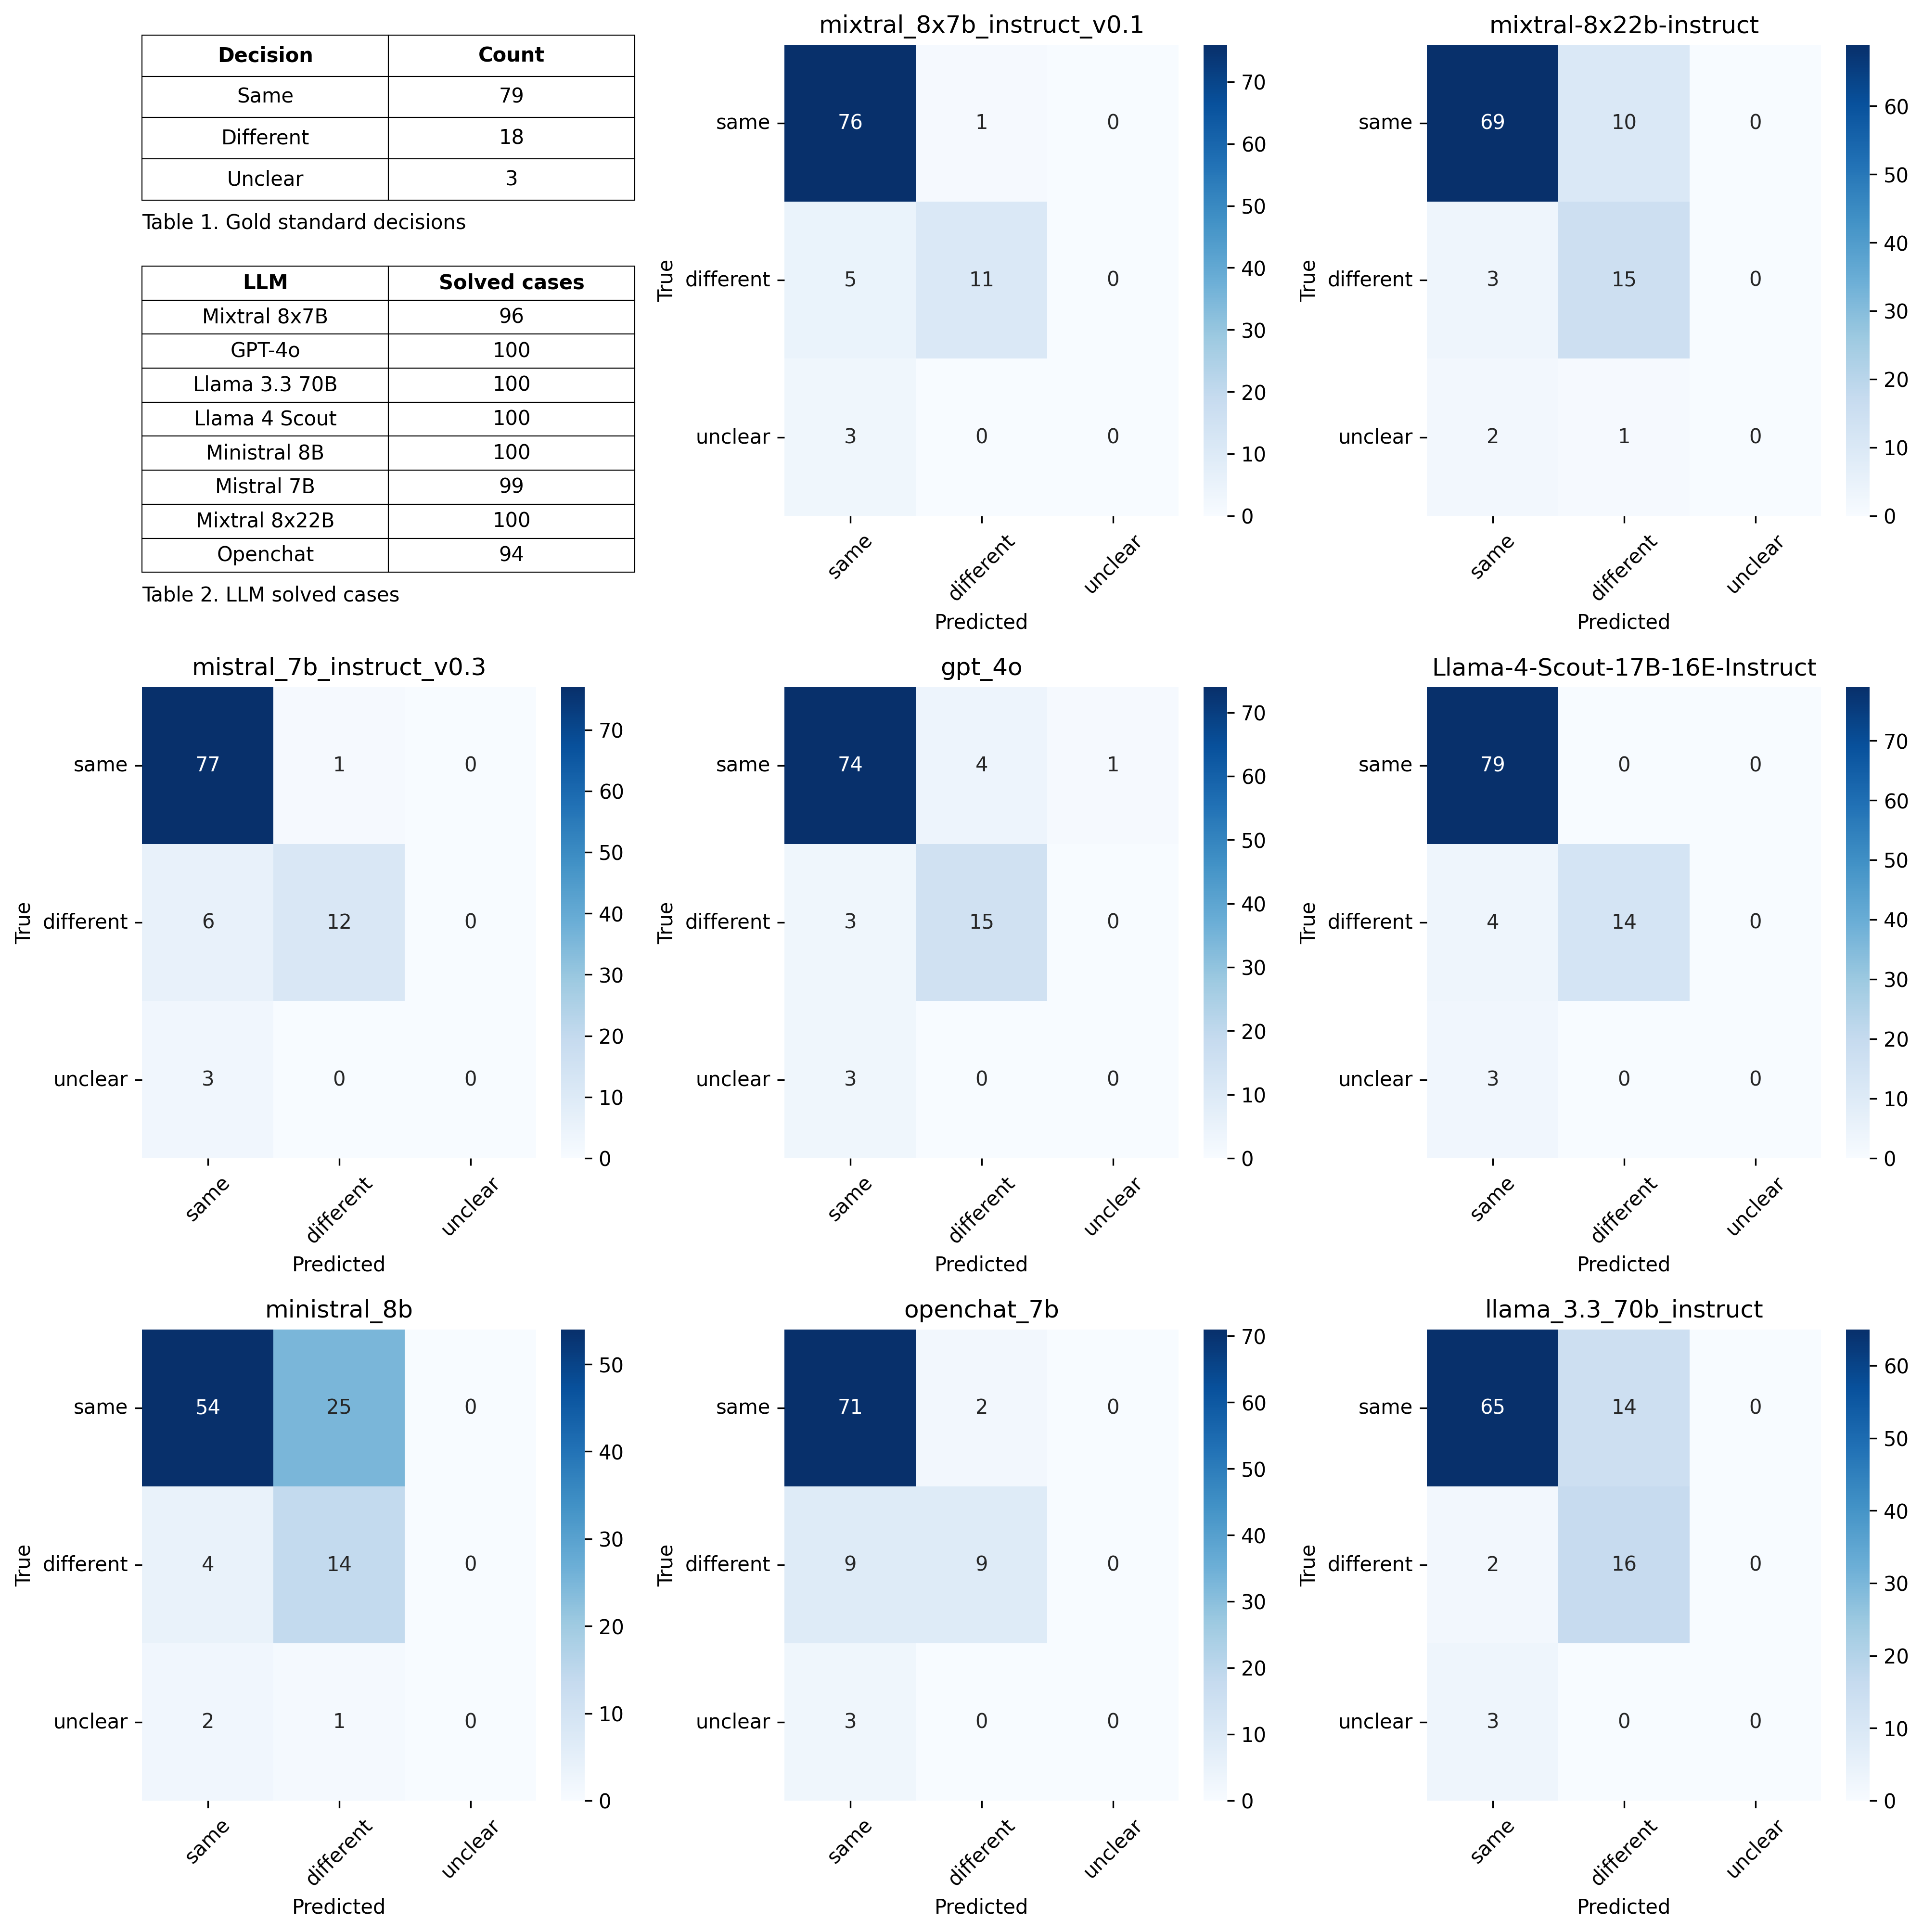 Decision Count
Same 79
Different 18
Unclear 3
Table 1. Gold standard decisions
LLM Solved cases
Mixtral 8x7B 96
GPT-4o 100
Llama 3.3 70B 100
Llama 4 Scout 100
Ministral 8B 100
Mistral 7B 99
Mixtral 8x22B 100
Openchat 94
Table 2. LLM solved cases
mixtral_8x7b_instruct_v0.1
True
same 76 1 0
different 5 11 0
unclear 3 0 0
same different unclear
Predicted
70
60
50
40
30
20
10
0
mixtral-8x22b-instruct
True
same 69 10 0
different 3 15 0
unclear 2 1 0
same different unclear
Predicted
60
50
40
30
20
10
0
mistral_7b_instruct_v0.3
True
same 77 1 0
different 6 12 0
unclear 3 0 0
same different unclear
Predicted
70
60
50
40
30
20
10
0
gpt_4o
True
same 74 4 1
different 3 15 0
unclear 3 0 0
same different unclear
Predicted
70
60
50
40
30
20
10
0
Llama-4-Scout-17B-16E-Instruct
True
same 79 0 0
different 4 14 0
unclear 3 0 0
same different unclear
Predicted
70
60
50
40
30
20
10
0
ministral_8b
True
same 54 25 0
different 4 14 0
unclear 2 1 0
same different unclear
Predicted
50
40
30
20
10
0
openchat_7b
True
same 71 2 0
different 9 9 0
unclear 3 0 0
same different unclear
Predicted
70
60
50
40
30
20
10
0
llama_3.3_70b_instruct
True
same 65 14 0
different 2 16 0
unclear 3 0 0
same different unclear
Predicted
60
50
40
30
20
10
0